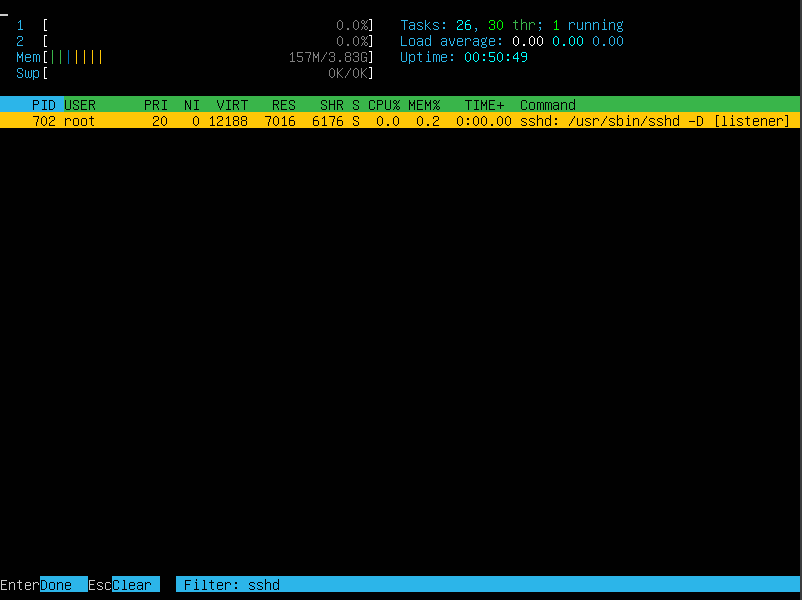 1 [ 0.0%] Tasks: 26, 30 thr; 1 running
2 [ 0.0%] Load average: 0.00 0.00 0.00
Mem[||||||| 157M/3.83G] Uptime: 00:50:49
Swp[ 0K/0K]
PID USER PRI NI VIRT RES SHR S CPU% MEM% TIME+ Command
702 root 20 0 12188 7016 6176 S 0.0 0.2 0:00.00 sshd: /usr/sbin/sshd -D [listener]
EnterDone EscClear Filter: sshd